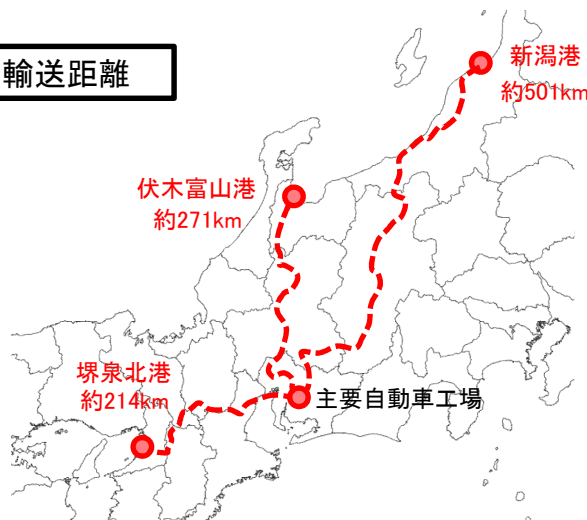 輸送距離
新潟港
約501km
伏木富山港
約271km
堺泉北港
約214km
主要自動車工場